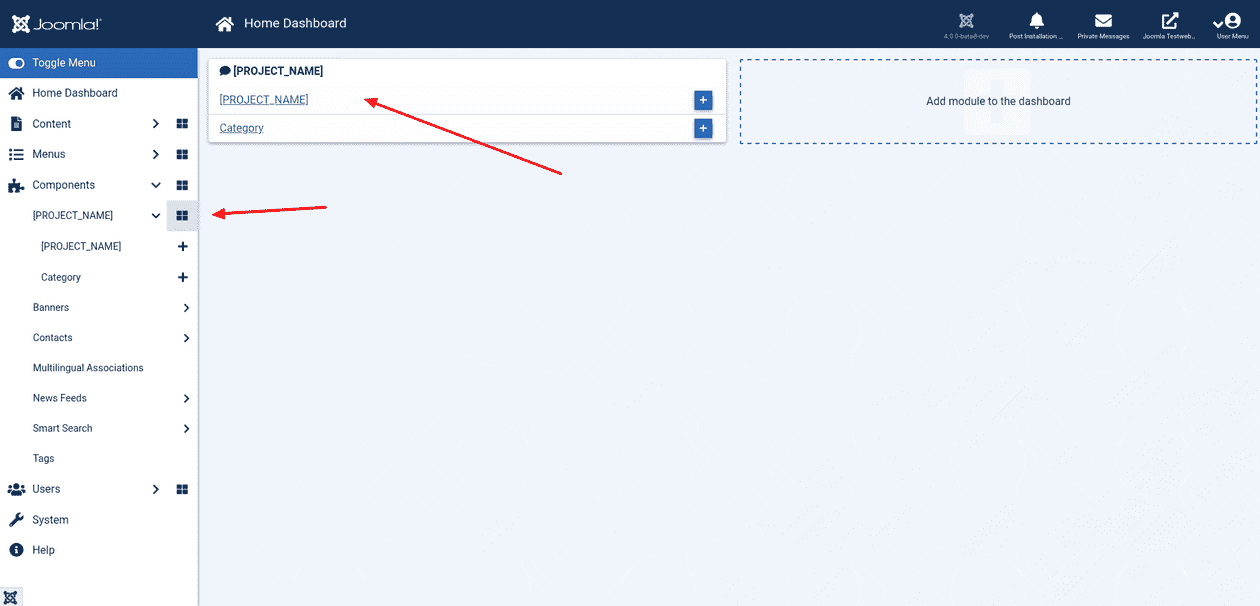 Joomla!
Home Dashboard
4.0.0-beta8-dev
Post Installation ...
Private Messages
Joomla Testweb...
User Menu
Toggle Menu
Home Dashboard
Content
Menus
Components
[PROJECT_NAME]
[PROJECT_NAME]
Category
Banners
Contacts
Multilingual Associations
News Feeds
Smart Search
Tags
Users
System
Help
[PROJECT_NAME]
[PROJECT_NAME]
Category
Add module to the dashboard